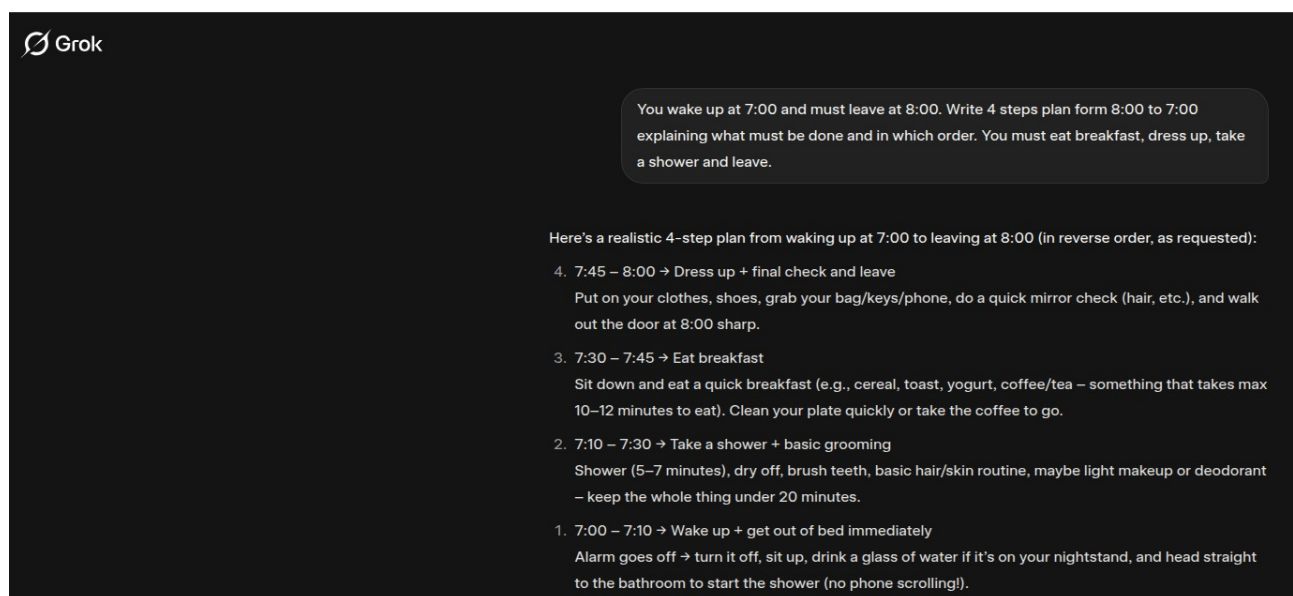 Grok
You wake up at 7:00 and must leave at 8:00. Write 4 steps plan form 8:00 to 7:00
explaining what must be done and in which order. You must eat breakfast, dress up, take
a shower and leave.
Here's a realistic 4-step plan from waking up at 7:00 to leaving at 8:00 (in reverse order, as requested):
4. 7:45 – 8:00 → Dress up + final check and leave
Put on your clothes, shoes, grab your bag/keys/phone, do a quick mirror check (hair, etc.), and walk
out the door at 8:00 sharp.
3. 7:30 – 7:45 → Eat breakfast
Sit down and eat a quick breakfast (e.g., cereal, toast, yogurt, coffee/tea – something that takes max
10–12 minutes to eat). Clean your plate quickly or take the coffee to go.
2. 7:10 – 7:30 → Take a shower + basic grooming
Shower (5–7 minutes), dry off, brush teeth, basic hair/skin routine, maybe light makeup or deodorant
– keep the whole thing under 20 minutes.
1. 7:00 – 7:10 → Wake up + get out of bed immediately
Alarm goes off → turn it off, sit up, drink a glass of water if it's on your nightstand, and head straight
to the bathroom to start the shower (no phone scrolling!).